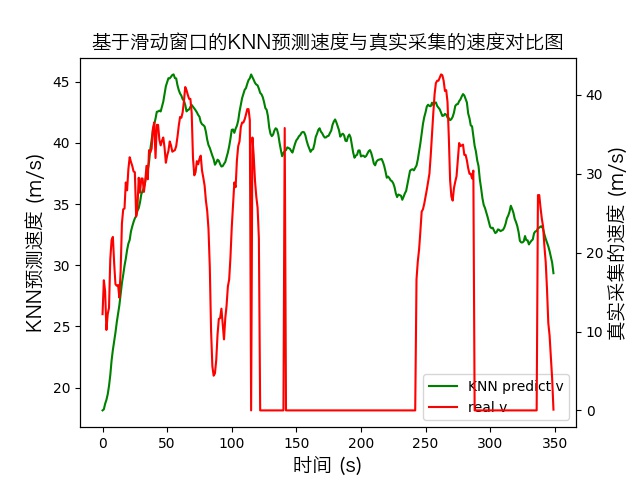 基于滑动窗口的KNN预测速度与真实采集的速度对比图
45
40
35
30
25
20
KNN预测速度 (m/s)
40
30
20
10
0
真实采集的速度 (m/s)
KNN predict v
real v
0 50 100 150 200 250 300 350
时间 (s)